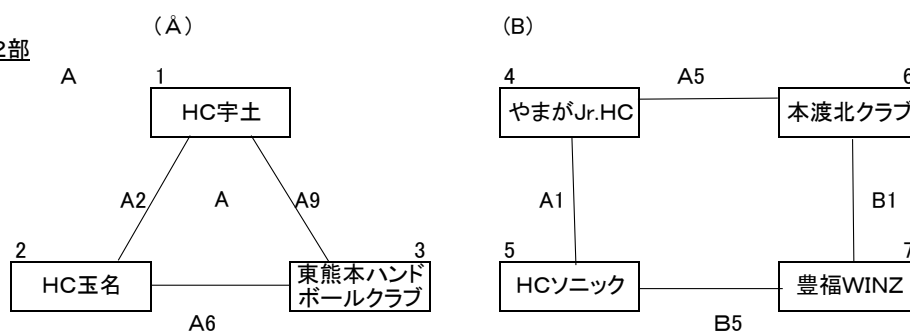 (A)
(B)
2部
A
1
HC宇土
4
A5
6
やまがJr.HC
本渡北クラブ
A2
A
A9
A1
B1
2
3
5
7
HC玉名
東熊本ハンド
ボールクラブ
HCソニック
豊福WINZ
A6
B5